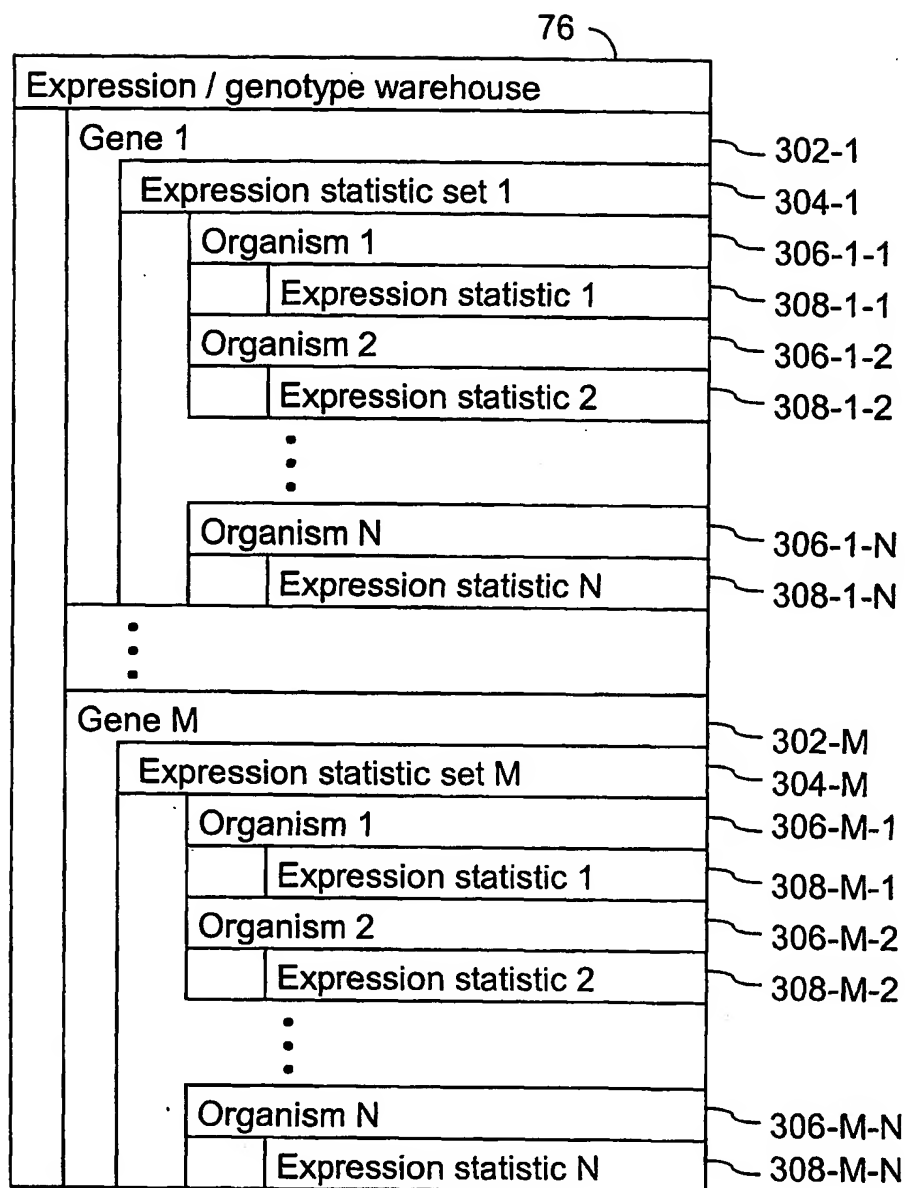 76
Expression / genotype warehouse
Gene 1 302-1
Expression statistic set 1 304-1
Organism 1 306-1-1
Expression statistic 1 308-1-1
Organism 2 306-1-2
Expression statistic 2 308-1-2
Organism N 306-1-N
Expression statistic N 308-1-N
Gene M 302-M
Expression statistic set M 304-M
Organism 1 306-M-1
Expression statistic 1 308-M-1
Organism 2 306-M-2
Expression statistic 2 308-M-2
Organism N 306-M-N
Expression statistic N 308-M-N